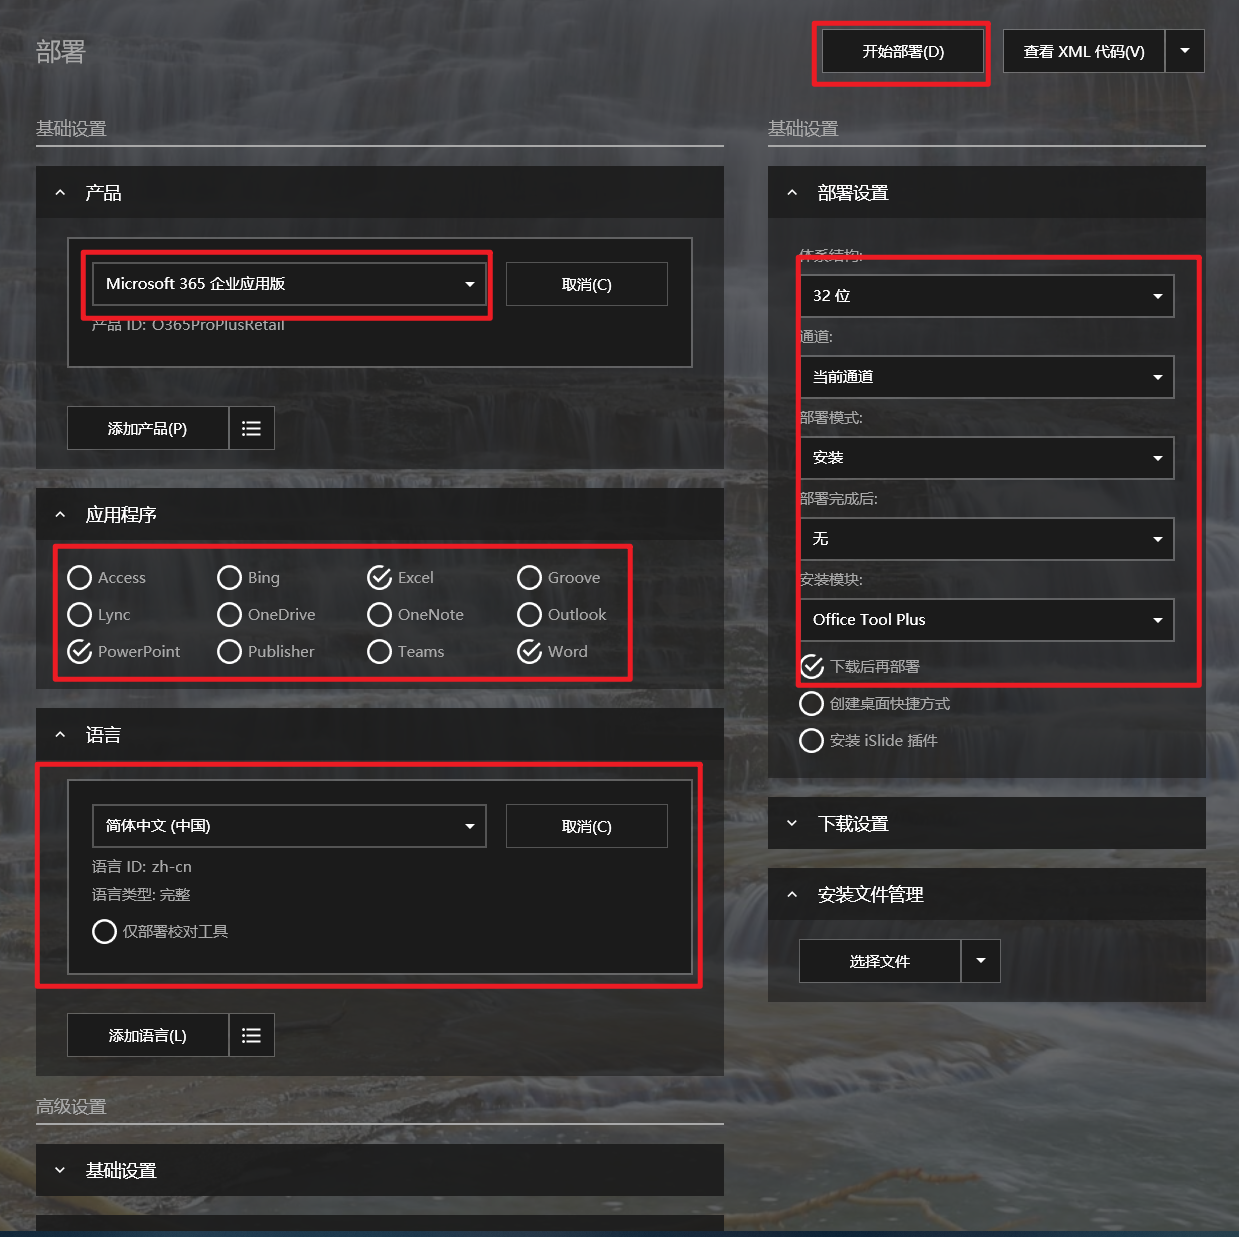 部署
开始部署(D)
查看 XML 代码(V)
基础设置
产品
Microsoft 365 企业应用版
取消(C)
产品 ID: O365ProPlusRetail
添加产品(P)
应用程序
Access
Bing
Excel
Groove
Lync
OneDrive
OneNote
Outlook
PowerPoint
Publisher
Teams
Word
语言
简体中文 (中国)
取消(C)
语言 ID: zh-cn
语言类型: 完整
仅部署校对工具
添加语言(L)
高级设置
基础设置
基础设置
部署设置
体系结构:
32 位
通道:
当前通道
部署模式:
安装
部署完成后:
无
安装模块:
Office Tool Plus
下载后再部署
创建桌面快捷方式
安装 iSlide 插件
下载设置
安装文件管理
选择文件